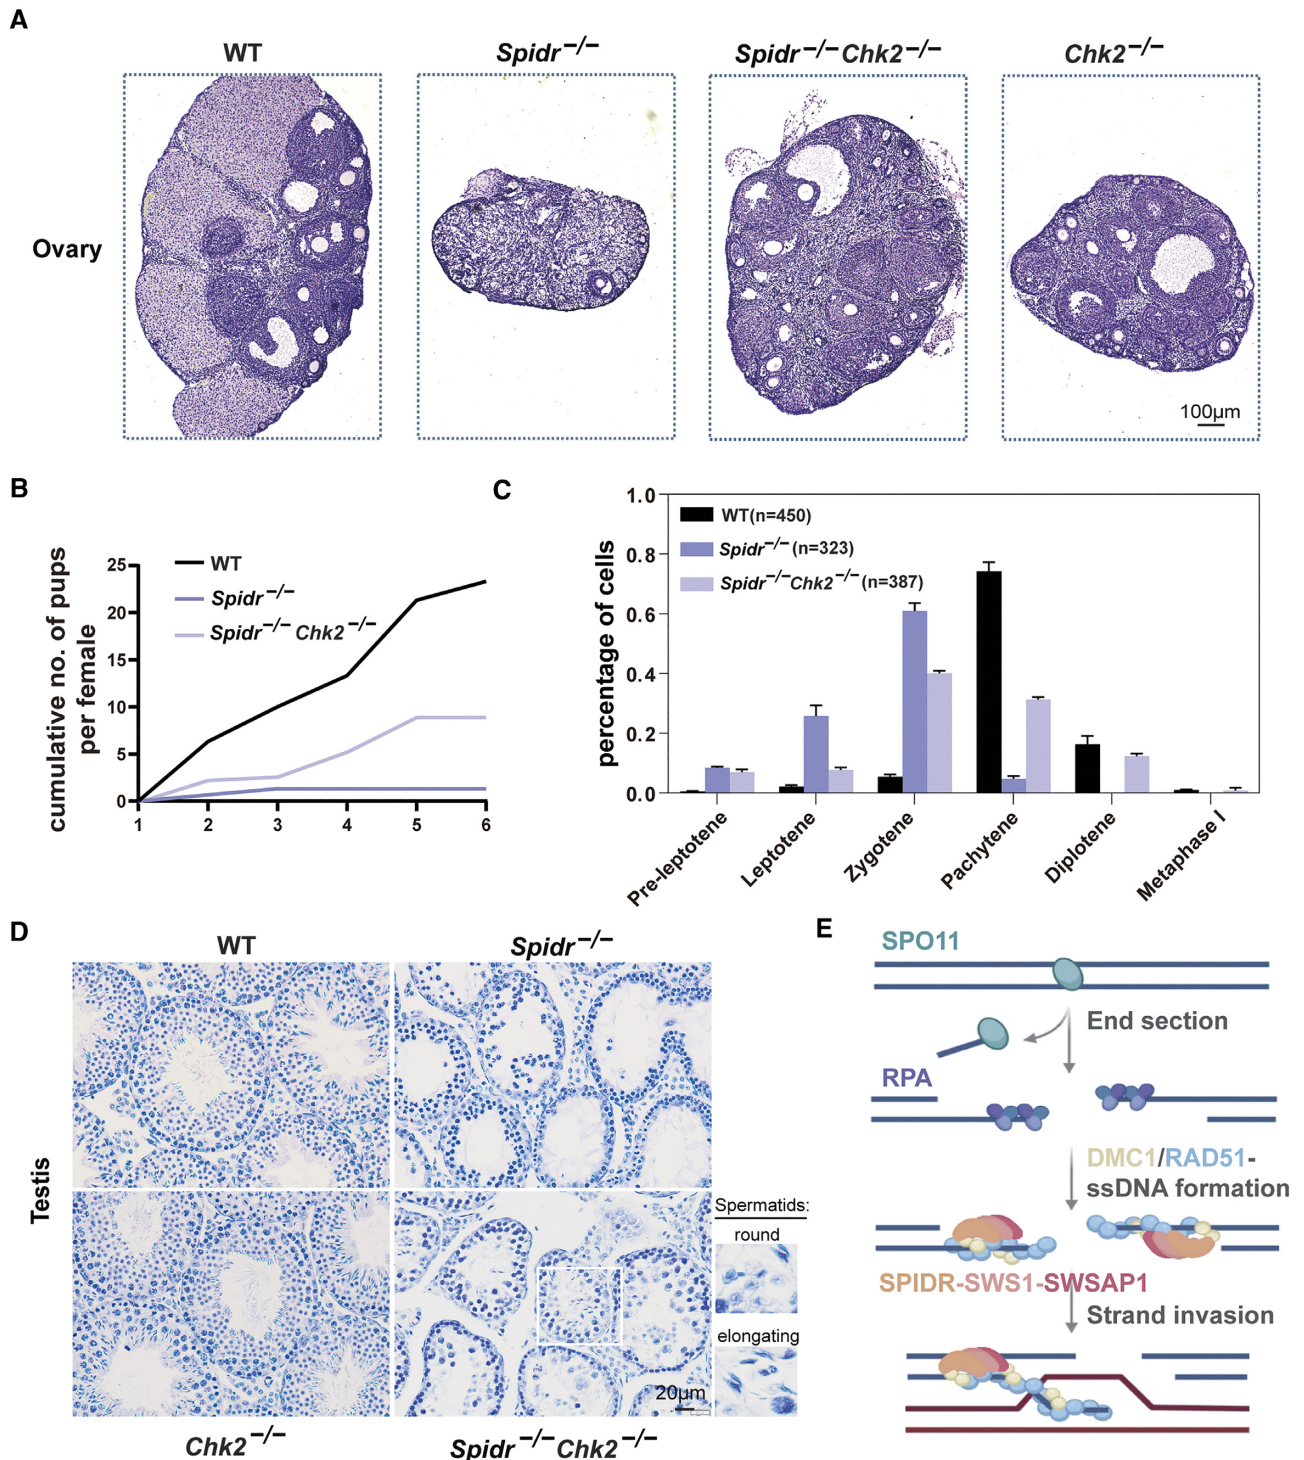 A
WT
Spidr−/−
Spidr−/−Chk2−/−
Chk2−/−
Ovary
100µm
B
cumulative no. of pups
per female
25
20
15
10
5
0
1 2 3 4 5 6
WT
Spidr−/−
Spidr−/− Chk2−/−
C
percentage of cells
1.0
0.8
0.6
0.4
0.2
0.0
WT(n=450)
Spidr−/− (n=323)
Spidr−/−Chk2−/− (n=387)
Pre-leptotene
Leptotene
Zygotene
Pachytene
Diplotene
Metaphase I
D
WT
Spidr−/−
Testis
Spermatids:
round
elongating
20µm
Chk2−/−
Spidr−/−Chk2−/−
E
SPO11
End section
RPA
DMC1/RAD51-
ssDNA formation
SPIDR-SWS1-SWSAP1
Strand invasion